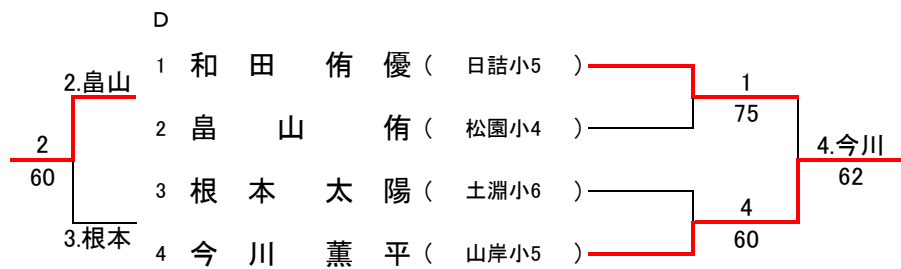 D
1 和田 侑優 ( 日詰小5 )
2 畠山 侑 ( 松園小4 )
3 根本 太陽 ( 土淵小6 )
4 今川 薫平 ( 山岸小5 )
2.畠山
2
60
3.根本
1
75
4
60
4.今川
62